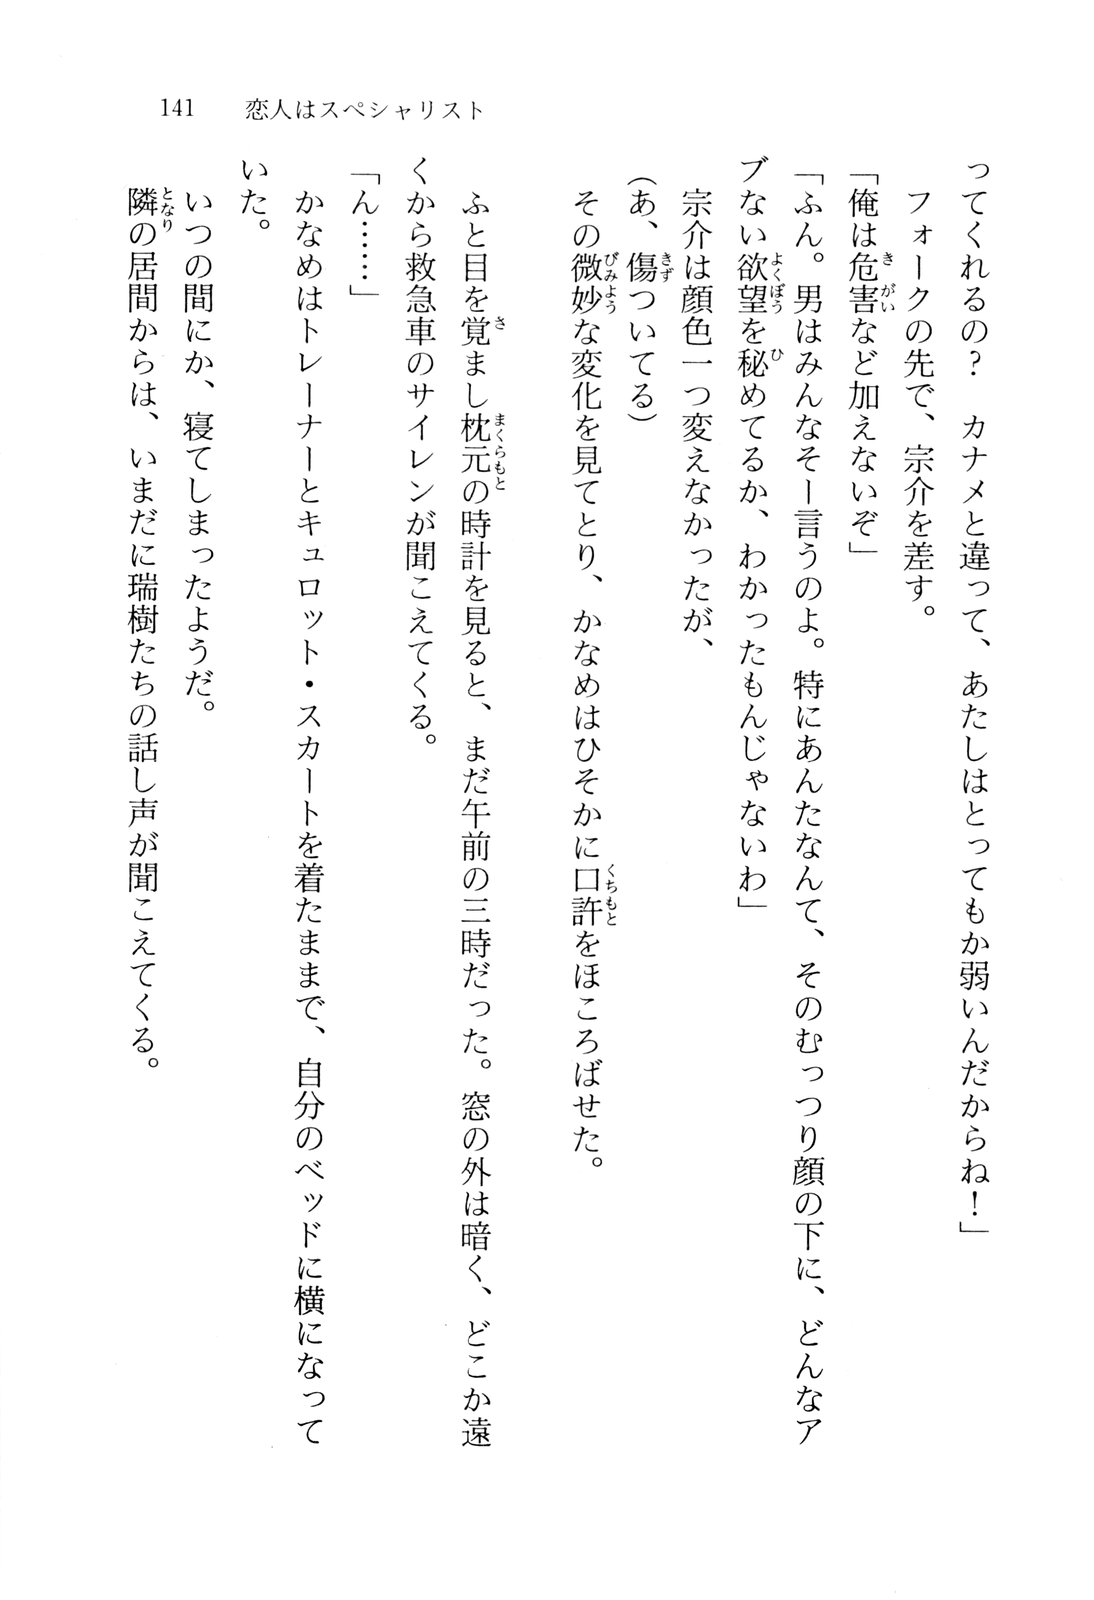 141　恋人はスペシャリスト
ってくれるの？　カナメと違って、あたしはとってもか弱いんだからね！」
　フォークの先で、宗介を差す。
「俺は危害など加えないぞ」
「ふん。男はみんなそー言うのよ。特にあんたなんて、そのむっつり顔の下に、どんなア
ブない欲望を秘めてるか、わかったもんじゃないわ」
　宗介は顔色一つ変えなかったが、
（あ、傷ついてる）
　その微妙な変化を見てとり、かなめはひそかに口許をほころばせた。

　ふと目を覚まし枕元の時計を見ると、まだ午前の三時だった。窓の外は暗く、どこか遠
くから救急車のサイレンが聞こえてくる。
「ん……」
　かなめはトレーナーとキュロット・スカートを着たままで、自分のベッドに横になって
いた。
　いつの間にか、寝てしまったようだ。
　隣の居間からは、いまだに瑞樹たちの話し声が聞こえてくる。